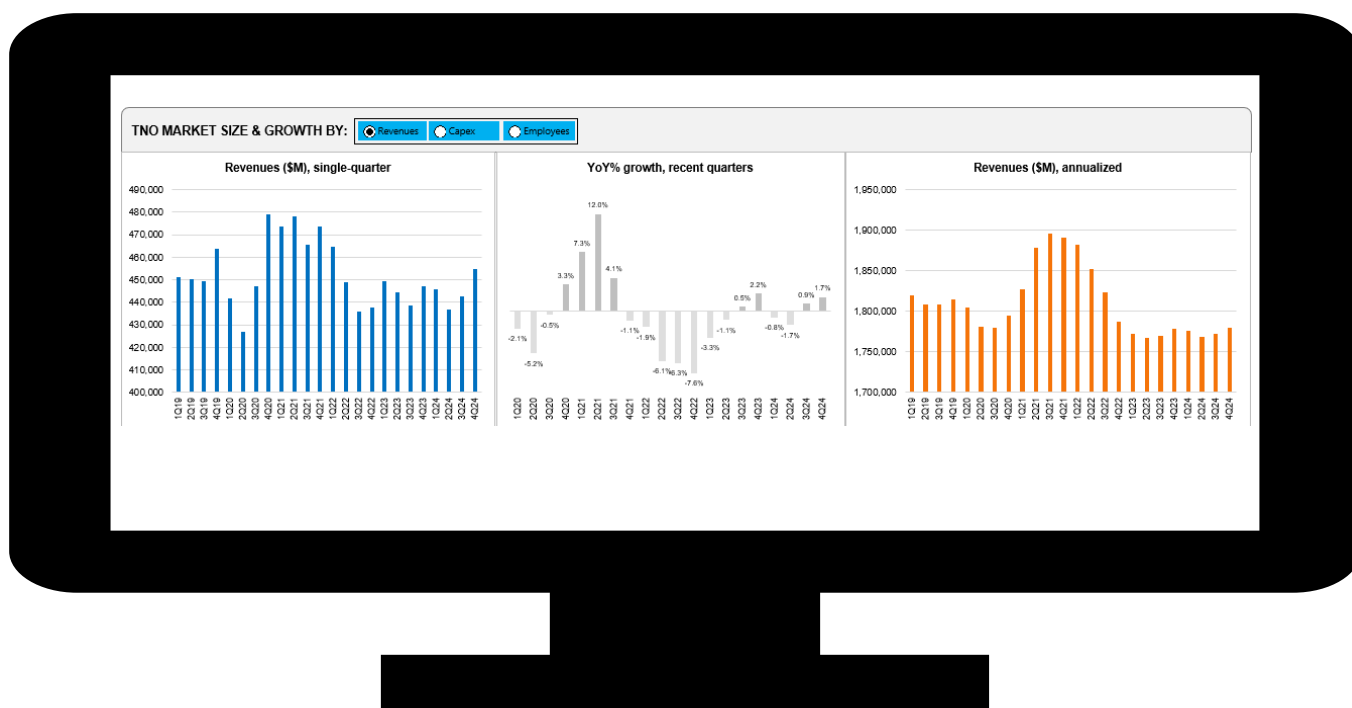 TNO MARKET SIZE & GROWTH BY: Revenues Capex Employees
Revenues ($M), single-quarter
490,000
480,000
470,000
460,000
450,000
440,000
430,000
420,000
410,000
400,000
1Q19 2Q19 3Q19 4Q19 1Q20 2Q20 3Q20 4Q20 1Q21 2Q21 3Q21 4Q21 1Q22 2Q22 3Q22 4Q22 1Q23 2Q23 3Q23 4Q23 1Q24 2Q24 3Q24 4Q24
YoY% growth, recent quarters
-2.1% -5.2% -0.5% 3.3% 7.3% 12.0% 4.1% -1.1% -1.9% -6.1% -6.3% -7.6% -3.3% -1.1% 0.5% 2.2% -0.8% -1.7% 0.9% 1.7%
1Q20 2Q20 3Q20 4Q20 1Q21 2Q21 3Q21 4Q21 1Q22 2Q22 3Q22 4Q22 1Q23 2Q23 3Q23 4Q23 1Q24 2Q24 3Q24 4Q24
Revenues ($M), annualized
1,950,000
1,900,000
1,850,000
1,800,000
1,750,000
1,700,000
1Q19 2Q19 3Q19 4Q19 1Q20 2Q20 3Q20 4Q20 1Q21 2Q21 3Q21 4Q21 1Q22 2Q22 3Q22 4Q22 1Q23 2Q23 3Q23 4Q23 1Q24 2Q24 3Q24 4Q24